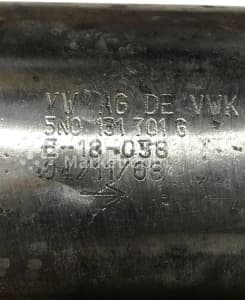 VW AG DE VWK
5N0 131 701 G
E-18-038
04/11/08